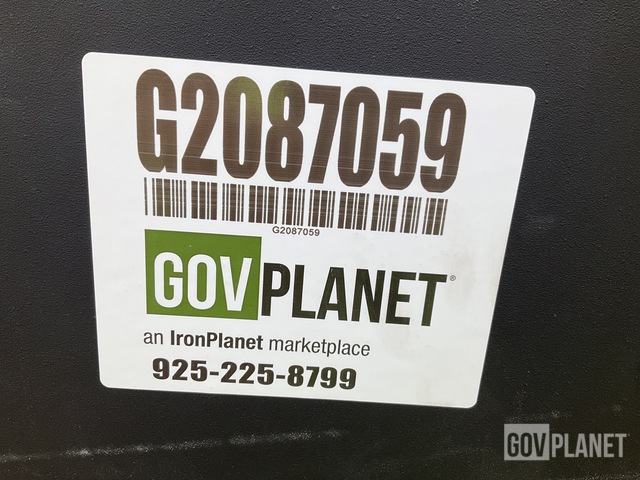 G2087059
G2087059
GOVPLANET®
an IronPlanet marketplace
925-225-8799
GOVPLANET